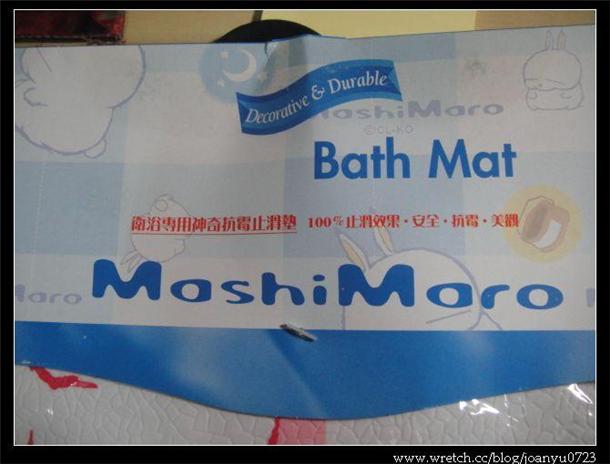 Decorative & Durable
MashiMaro
©CL-KO
Bath Mat
衛浴專用神奇抗霉止滑墊 100%止滑效果·安全·抗霉·美觀
Maro
MashiMaro
www.wretch.cc/blog/joanyu0723